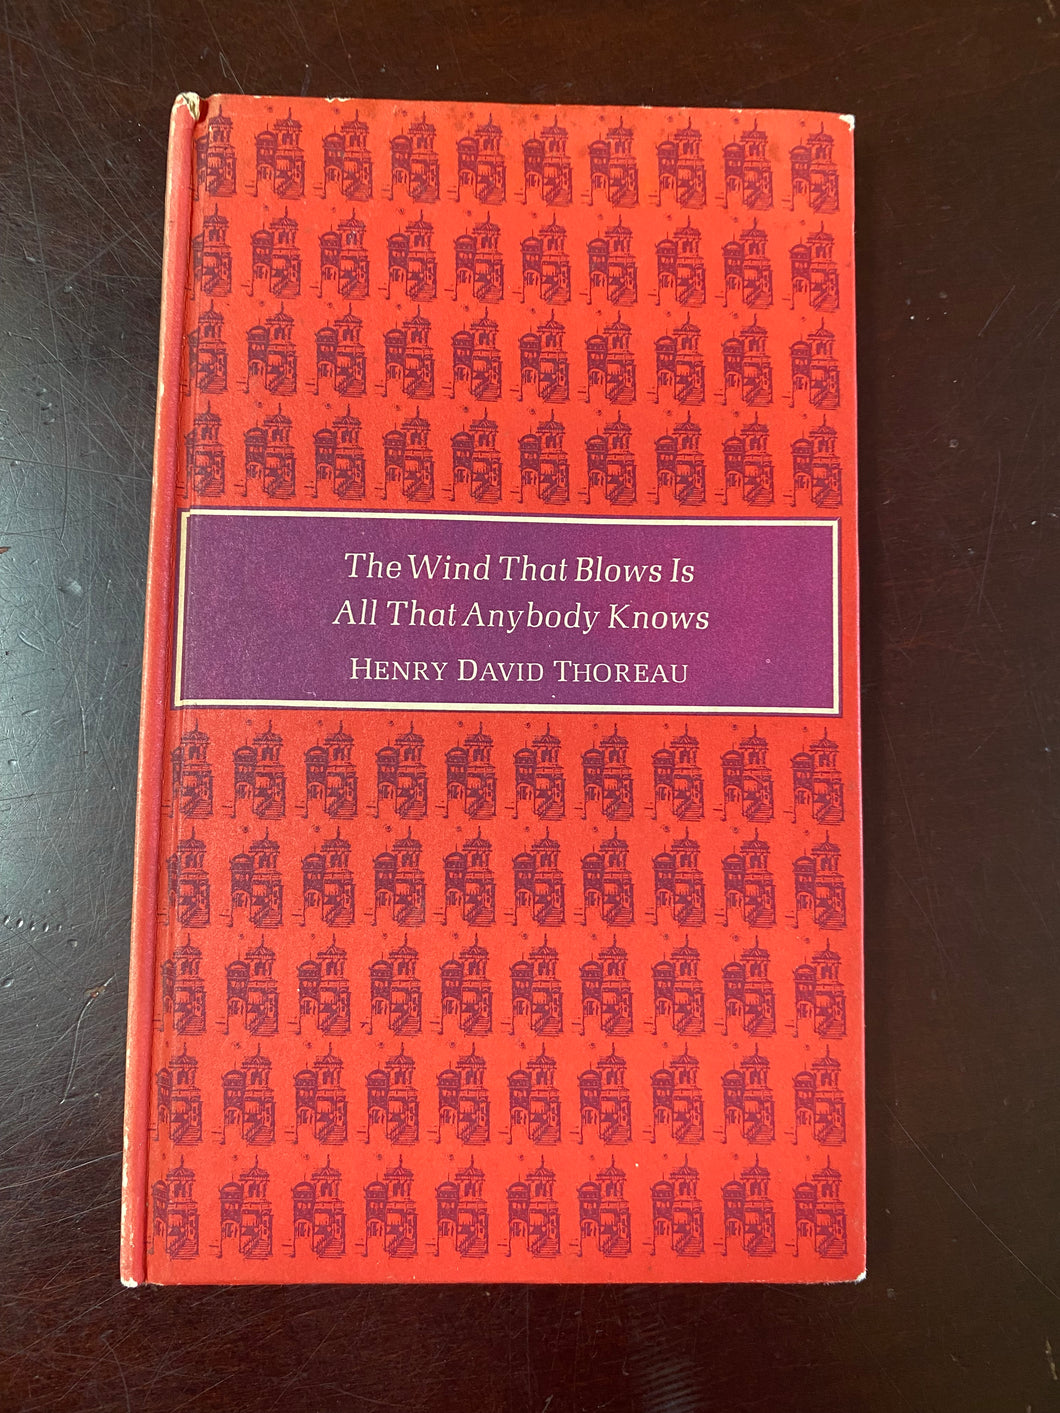 The Wind That Blows Is
All That Anybody Knows
HENRY DAVID THOREAU